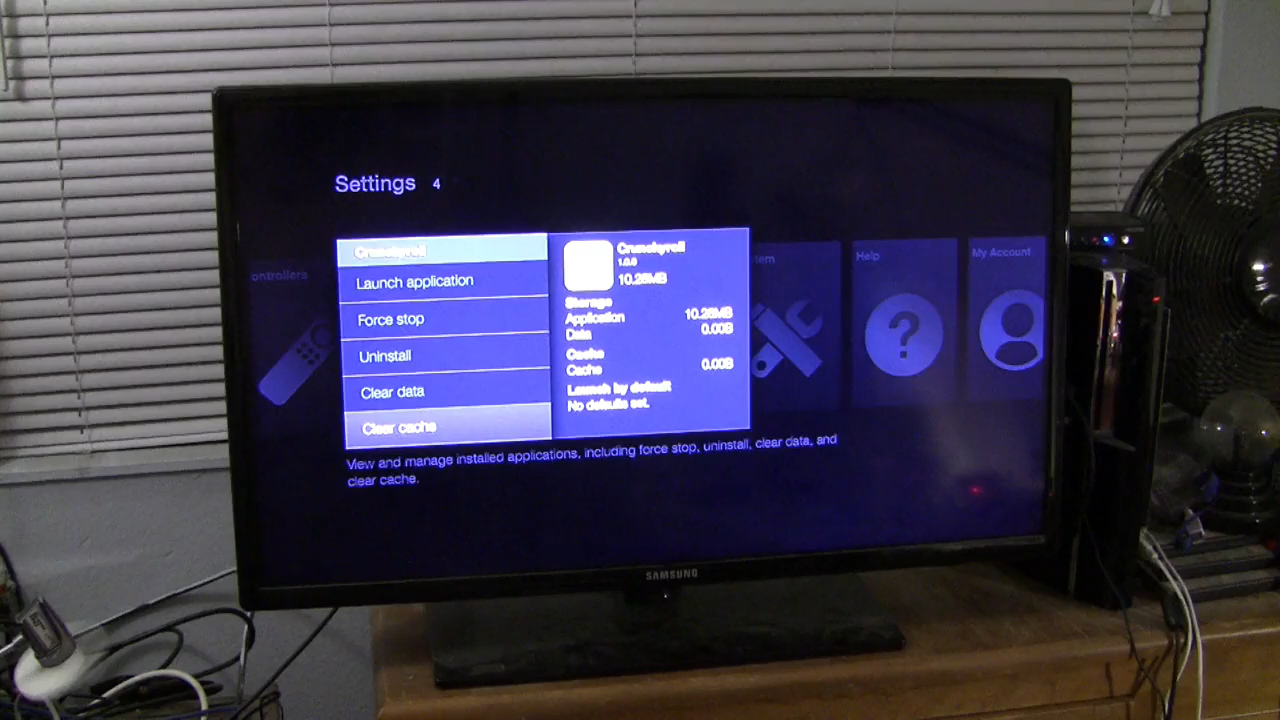 Settings 4
Crunchyroll
Launch application
Force stop
Uninstall
Clear data
Clear cache
Crunchyroll
10.26MB
Storage
Application 10.26MB
Data 0.00B
Cache
Cache 0.00B
Launch by default
No defaults set.
View and manage installed applications, including force stop, uninstall, clear data, and
clear cache.
ontrollers
tem
Help
My Account
SAMSUNG